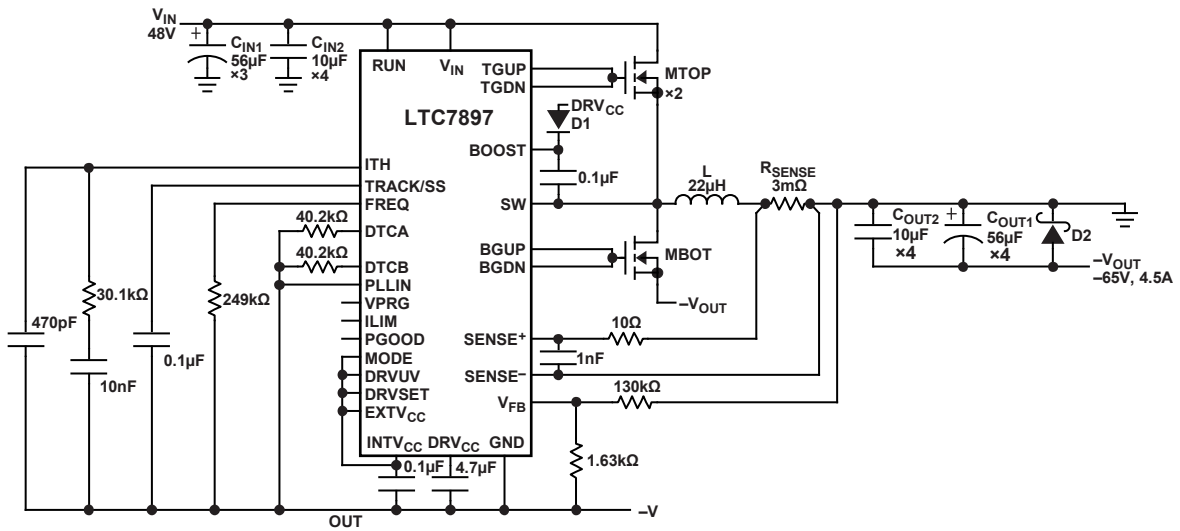 VIN
48V
+
CIN1
56µF
×3
CIN2
10µF
×4
RUN
VIN
TGUP
TGDN
MTOP
×2
LTC7897
DRVCC
D1
BOOST
0.1µF
L
22µH
RSENSE
3mΩ
ITH
TRACK/SS
FREQ
SW
40.2kΩ
DTCA
40.2kΩ
DTCB
PLLIN
BGUP
BGDN
MBOT
COUT2
10µF
×4
+
COUT1
56µF
×4
D2
–VOUT
–65V, 4.5A
–VOUT
30.1kΩ
249kΩ
VPRG
ILIM
PGOOD
470pF
10nF
0.1µF
10Ω
SENSE+
1nF
SENSE–
MODE
DRVUV
DRVSET
EXTVCC
130kΩ
VFB
INTVCC
DRVCC
GND
0.1µF
4.7µF
1.63kΩ
OUT
–V